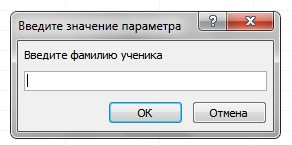 Введите значение параметра
Введите фамилию ученика
ОК
Отмена